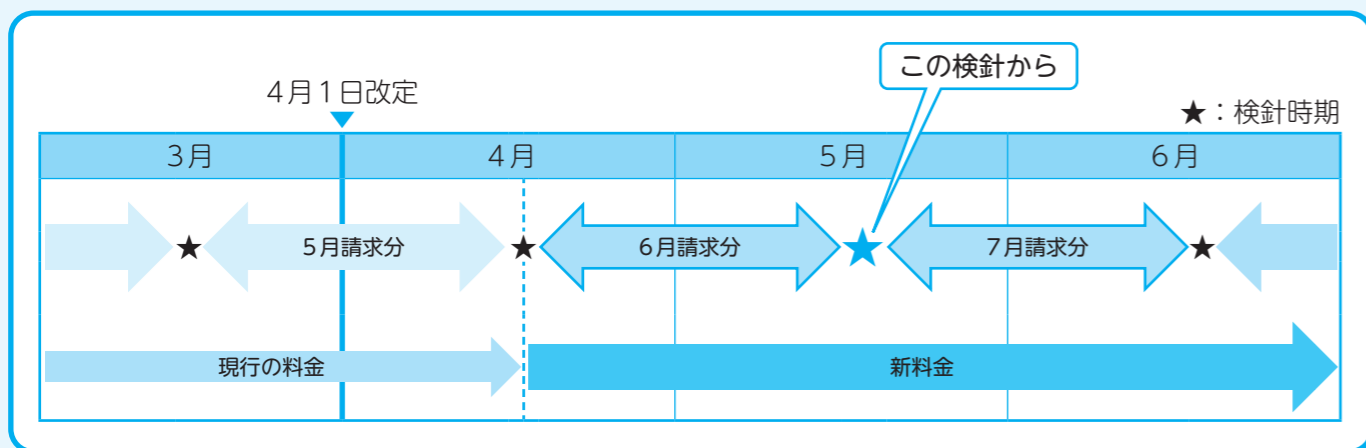 この検針から
4月1日改定
★：検針時期
3月 4月 5月 6月
5月請求分 6月請求分 7月請求分
現行の料金 新料金